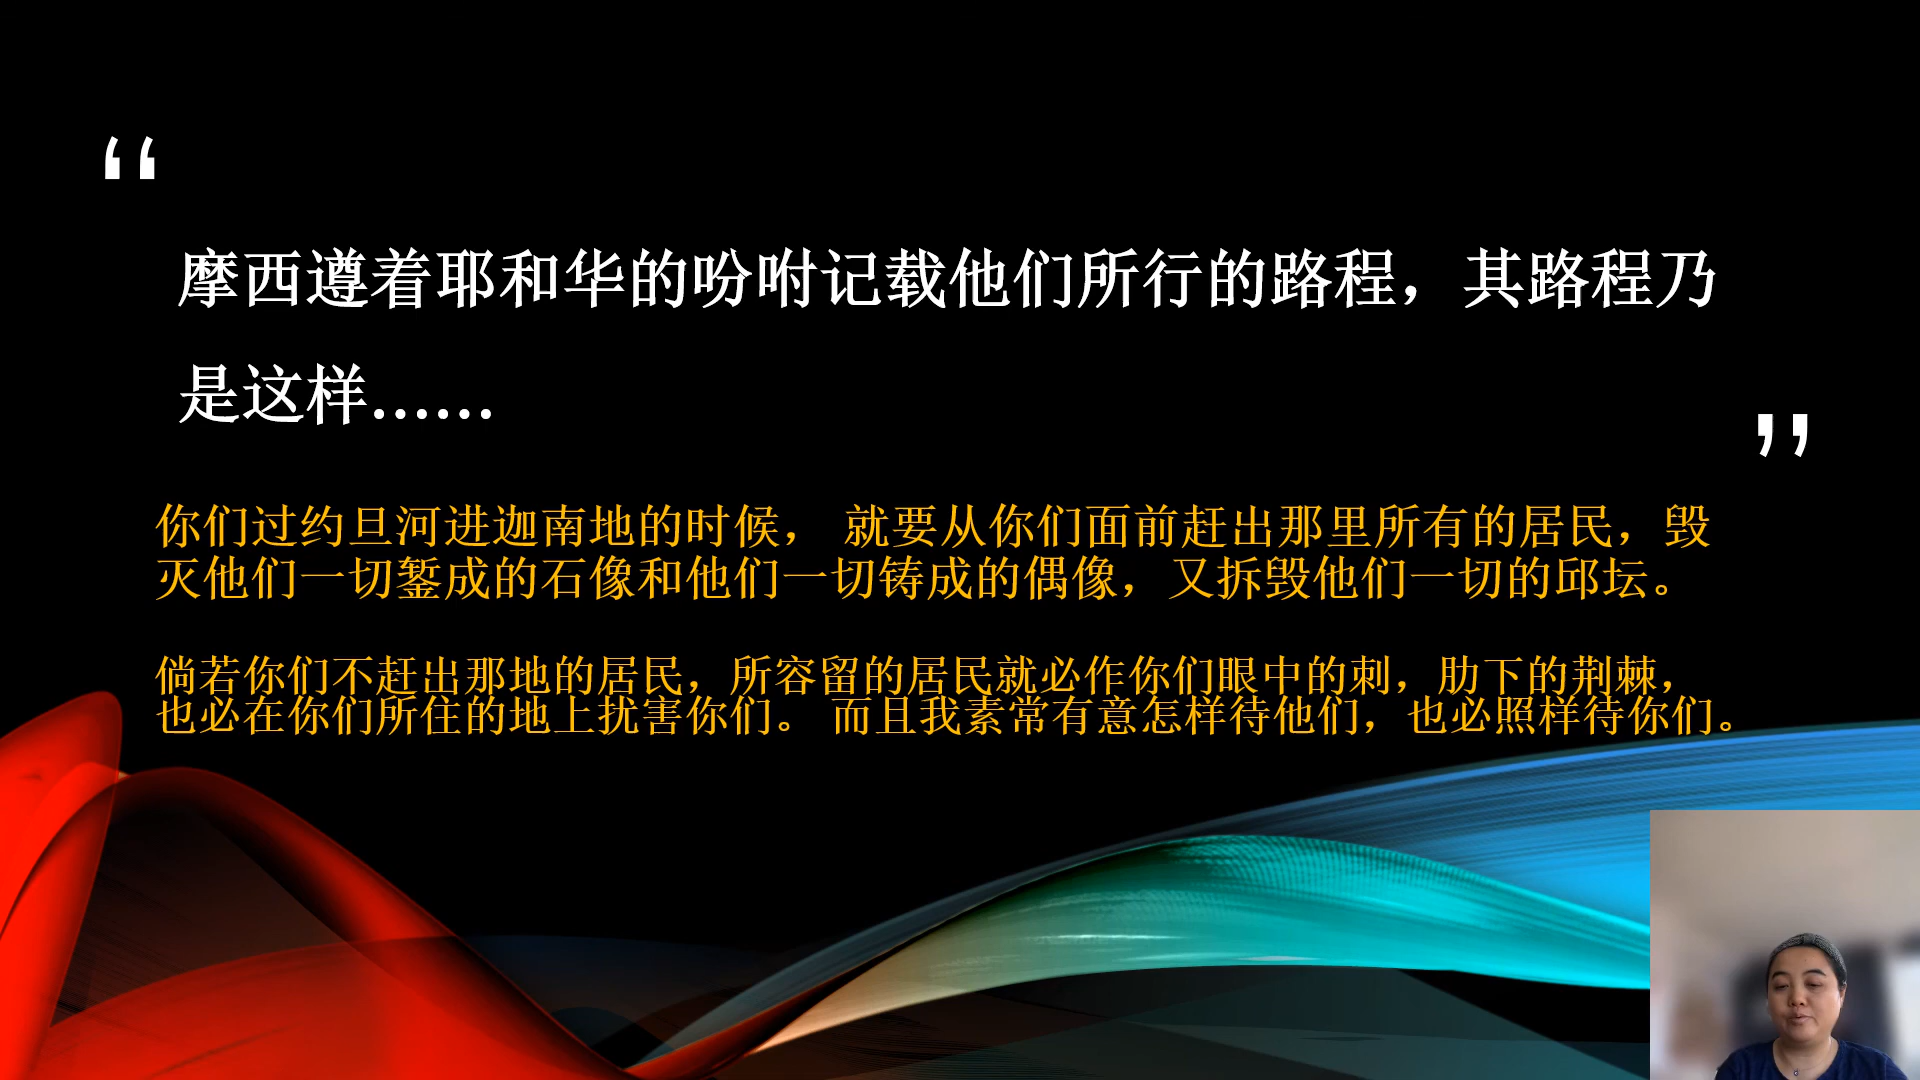 “
摩西遵着耶和华的吩咐记载他们所行的路程，其路程乃
是这样……
”
你们过约旦河进迦南地的时候， 就要从你们面前赶出那里所有的居民，毁
灭他们一切錾成的石像和他们一切铸成的偶像，又拆毁他们一切的邱坛。
倘若你们不赶出那地的居民，所容留的居民就必作你们眼中的刺，肋下的荆棘，
也必在你们所住的地上扰害你们。 而且我素常有意怎样待他们，也必照样待你们。